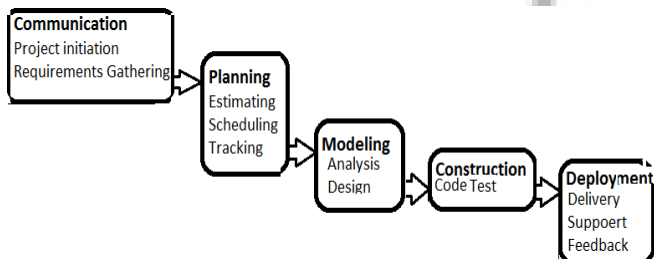 Communication
Project initiation
Requirements Gathering
Planning
Estimating
Scheduling
Tracking
Modeling
Analysis
Design
Construction
Code Test
Deployment
Delivery
Suppoert
Feedback